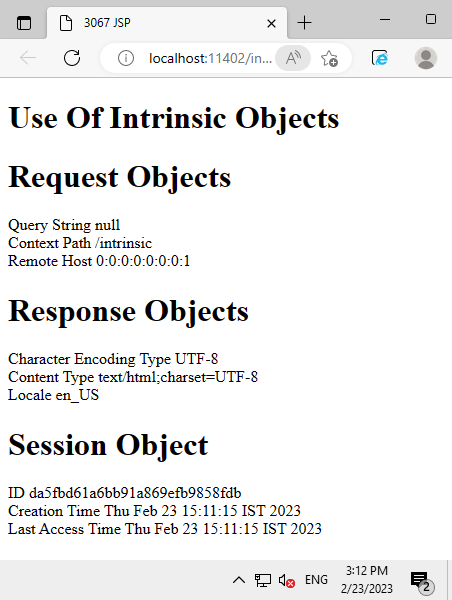 3067 JSP
localhost:11402/in...
Use Of Intrinsic Objects
Request Objects
Query String null
Context Path /intrinsic
Remote Host 0:0:0:0:0:0:0:1
Response Objects
Character Encoding Type UTF-8
Content Type text/html;charset=UTF-8
Locale en_US
Session Object
ID da5fbd61a6bb91a869efb9858fdb
Creation Time Thu Feb 23 15:11:15 IST 2023
Last Access Time Thu Feb 23 15:11:15 IST 2023
ENG
3:12 PM
2/23/2023
2